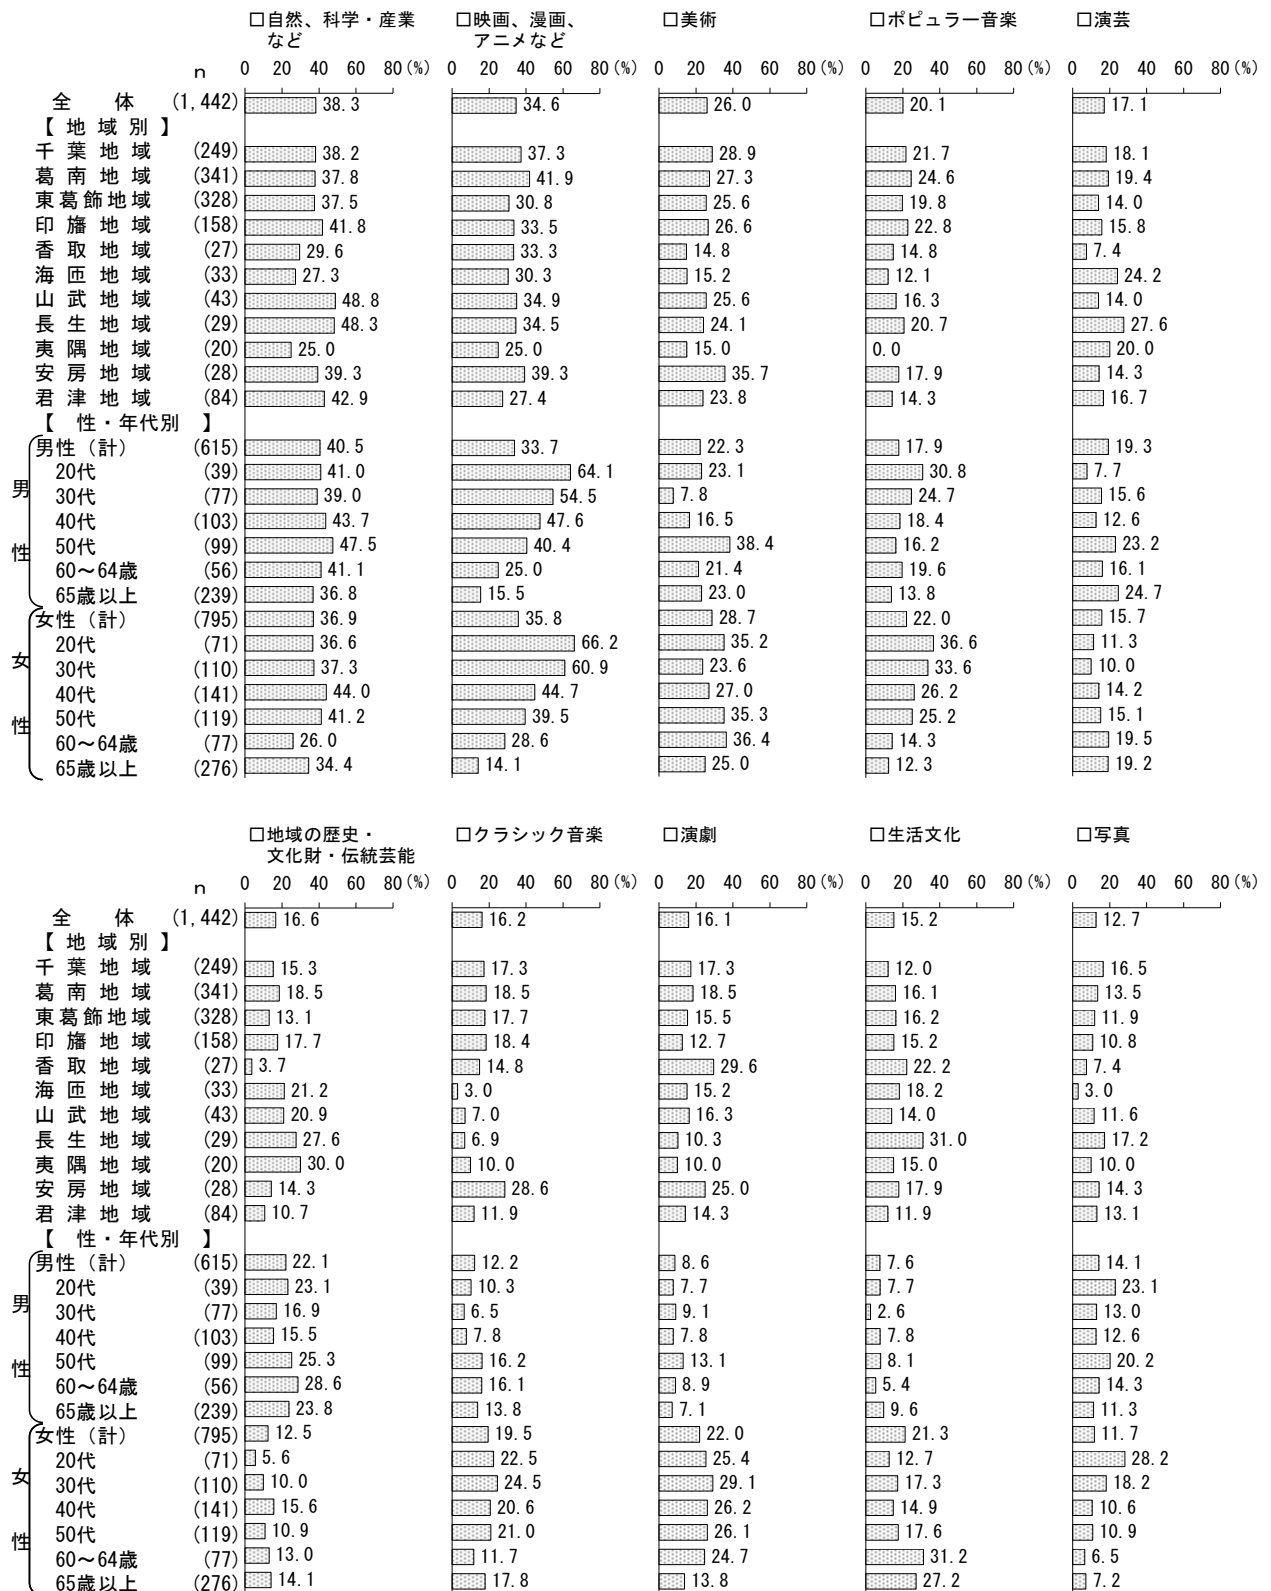 □自然、科学・産業 □映画、漫画、 □美術 □ポピュラー音楽 □演芸
など アニメなど
n 0 20 40 60 80(%) 0 20 40 60 80(%) 0 20 40 60 80(%) 0 20 40 60 80(%) 0 20 40 60 80(%)
全 体 (1,442) 38.3 34.6 26.0 20.1 17.1
【 地 域 別 】
千 葉 地 域 (249) 38.2 37.3 28.9 21.7 18.1
葛 南 地 域 (341) 37.8 41.9 27.3 24.6 19.4
東葛飾地域 (328) 37.5 30.8 25.6 19.8 14.0
印 旛 地 域 (158) 41.8 33.5 26.6 22.8 15.8
香 取 地 域 (27) 29.6 33.3 14.8 14.8 7.4
海 匝 地 域 (33) 27.3 30.3 15.2 12.1 24.2
山 武 地 域 (43) 48.8 34.9 25.6 16.3 14.0
長 生 地 域 (29) 48.3 34.5 24.1 20.7 27.6
夷 隅 地 域 (20) 25.0 25.0 15.0 0.0 20.0
安 房 地 域 (28) 39.3 39.3 35.7 17.9 14.3
君 津 地 域 (84) 42.9 27.4 23.8 14.3 16.7
【 性・年代別 】
男性（計） (615) 40.5 33.7 22.3 17.9 19.3
20代 (39) 41.0 64.1 23.1 30.8 7.7
男 30代 (77) 39.0 54.5 7.8 24.7 15.6
40代 (103) 43.7 47.6 16.5 18.4 12.6
性 50代 (99) 47.5 40.4 38.4 16.2 23.2
60～64歳 (56) 41.1 25.0 21.4 19.6 16.1
65歳以上 (239) 36.8 15.5 23.0 13.8 24.7
女性（計） (795) 36.9 35.8 28.7 22.0 15.7
20代 (71) 36.6 66.2 35.2 36.6 11.3
女 30代 (110) 37.3 60.9 23.6 33.6 10.0
40代 (141) 44.0 44.7 27.0 26.2 14.2
性 50代 (119) 41.2 39.5 35.3 25.2 15.1
60～64歳 (77) 26.0 28.6 36.4 14.3 19.5
65歳以上 (276) 34.4 14.1 25.0 12.3 19.2
□地域の歴史・ □クラシック音楽 □演劇 □生活文化 □写真
文化財・伝統芸能
n 0 20 40 60 80(%) 0 20 40 60 80(%) 0 20 40 60 80(%) 0 20 40 60 80(%) 0 20 40 60 80(%)
全 体 (1,442) 16.6 16.2 16.1 15.2 12.7
【 地 域 別 】
千 葉 地 域 (249) 15.3 17.3 17.3 12.0 16.5
葛 南 地 域 (341) 18.5 18.5 18.5 16.1 13.5
東葛飾地域 (328) 13.1 17.7 15.5 16.2 11.9
印 旛 地 域 (158) 17.7 18.4 12.7 15.2 10.8
香 取 地 域 (27) 3.7 14.8 29.6 22.2 7.4
海 匝 地 域 (33) 21.2 3.0 15.2 18.2 3.0
山 武 地 域 (43) 20.9 7.0 16.3 14.0 11.6
長 生 地 域 (29) 27.6 6.9 10.3 31.0 17.2
夷 隅 地 域 (20) 30.0 10.0 10.0 15.0 10.0
安 房 地 域 (28) 14.3 28.6 25.0 17.9 14.3
君 津 地 域 (84) 10.7 11.9 14.3 11.9 13.1
【 性・年代別 】
男性（計） (615) 22.1 12.2 8.6 7.6 14.1
20代 (39) 23.1 10.3 7.7 7.7 23.1
男 30代 (77) 16.9 6.5 9.1 2.6 13.0
40代 (103) 15.5 7.8 7.8 7.8 12.6
性 50代 (99) 25.3 16.2 13.1 8.1 20.2
60～64歳 (56) 28.6 16.1 8.9 5.4 14.3
65歳以上 (239) 23.8 13.8 7.1 9.6 11.3
女性（計） (795) 12.5 19.5 22.0 21.3 11.7
20代 (71) 5.6 22.5 25.4 12.7 28.2
女 30代 (110) 10.0 24.5 29.1 17.3 18.2
40代 (141) 15.6 20.6 26.2 14.9 10.6
性 50代 (119) 10.9 21.0 26.1 17.6 10.9
60～64歳 (77) 13.0 11.7 24.7 31.2 6.5
65歳以上 (276) 14.1 17.8 13.8 27.2 7.2